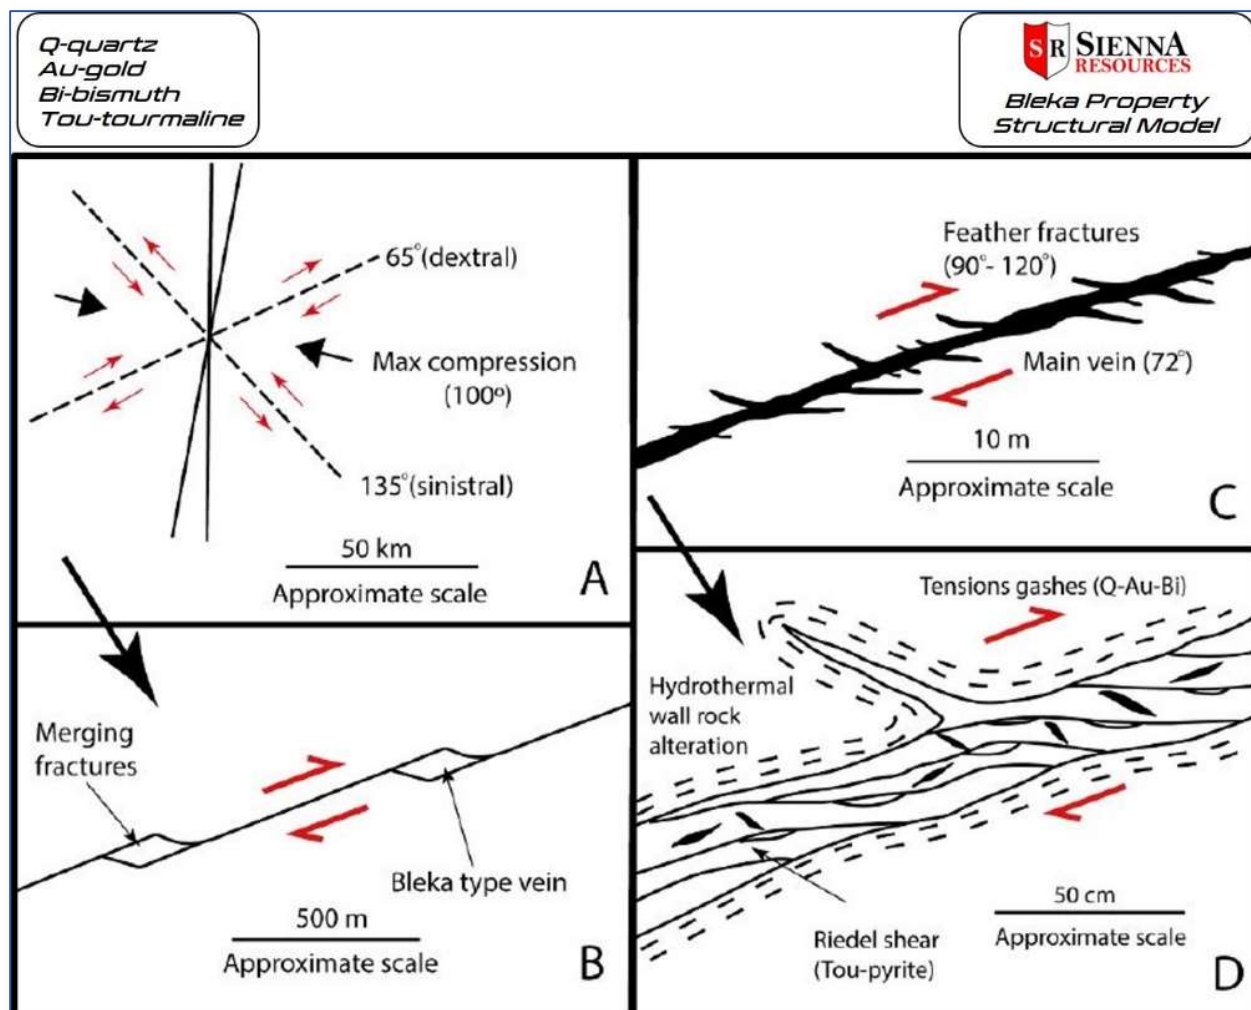 Q-quartz
Au-gold
Bi-bismuth
Tou-tourmaline
S R SIENNA
RESOURCES
Bleka Property
Structural Model
65°(dextral)
Max compression
(100º)
135°(sinistral)
50 km
Approximate scale
A
Merging
fractures
Bleka type vein
500 m
Approximate scale
B
Feather fractures
(90°- 120°)
Main vein (72°)
10 m
Approximate scale
C
Tensions gashes (Q-Au-Bi)
Hydrothermal
wall rock
alteration
50 cm
Approximate scale
Riedel shear
(Tou-pyrite)
D